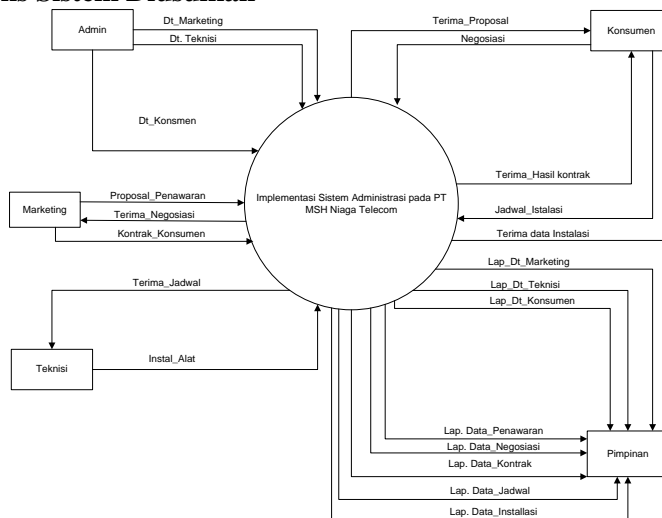 Dt_Marketing
Admin
Dt. Teknisi
Dt_Konsmen
Terima_Proposal
Negosiasi
Konsumen
Implementasi Sistem Administrasi pada PT
MSH Niaga Telecom
Marketing
Proposal_Penawaran
Terima_Negosiasi
Kontrak_Konsumen
Terima_Hasil kontrak
Jadwal_Istalasi
Terima data Instalasi
Lap_Dt_Marketing
Lap_Dt_Teknisi
Lap_Dt_Konsumen
Terima_Jadwal
Teknisi
Instal_Alat
Lap. Data_Penawaran
Lap. Data_Negosiasi
Lap. Data_Kontrak
Pimpinan
Lap. Data_Jadwal
Lap. Data_Installasi